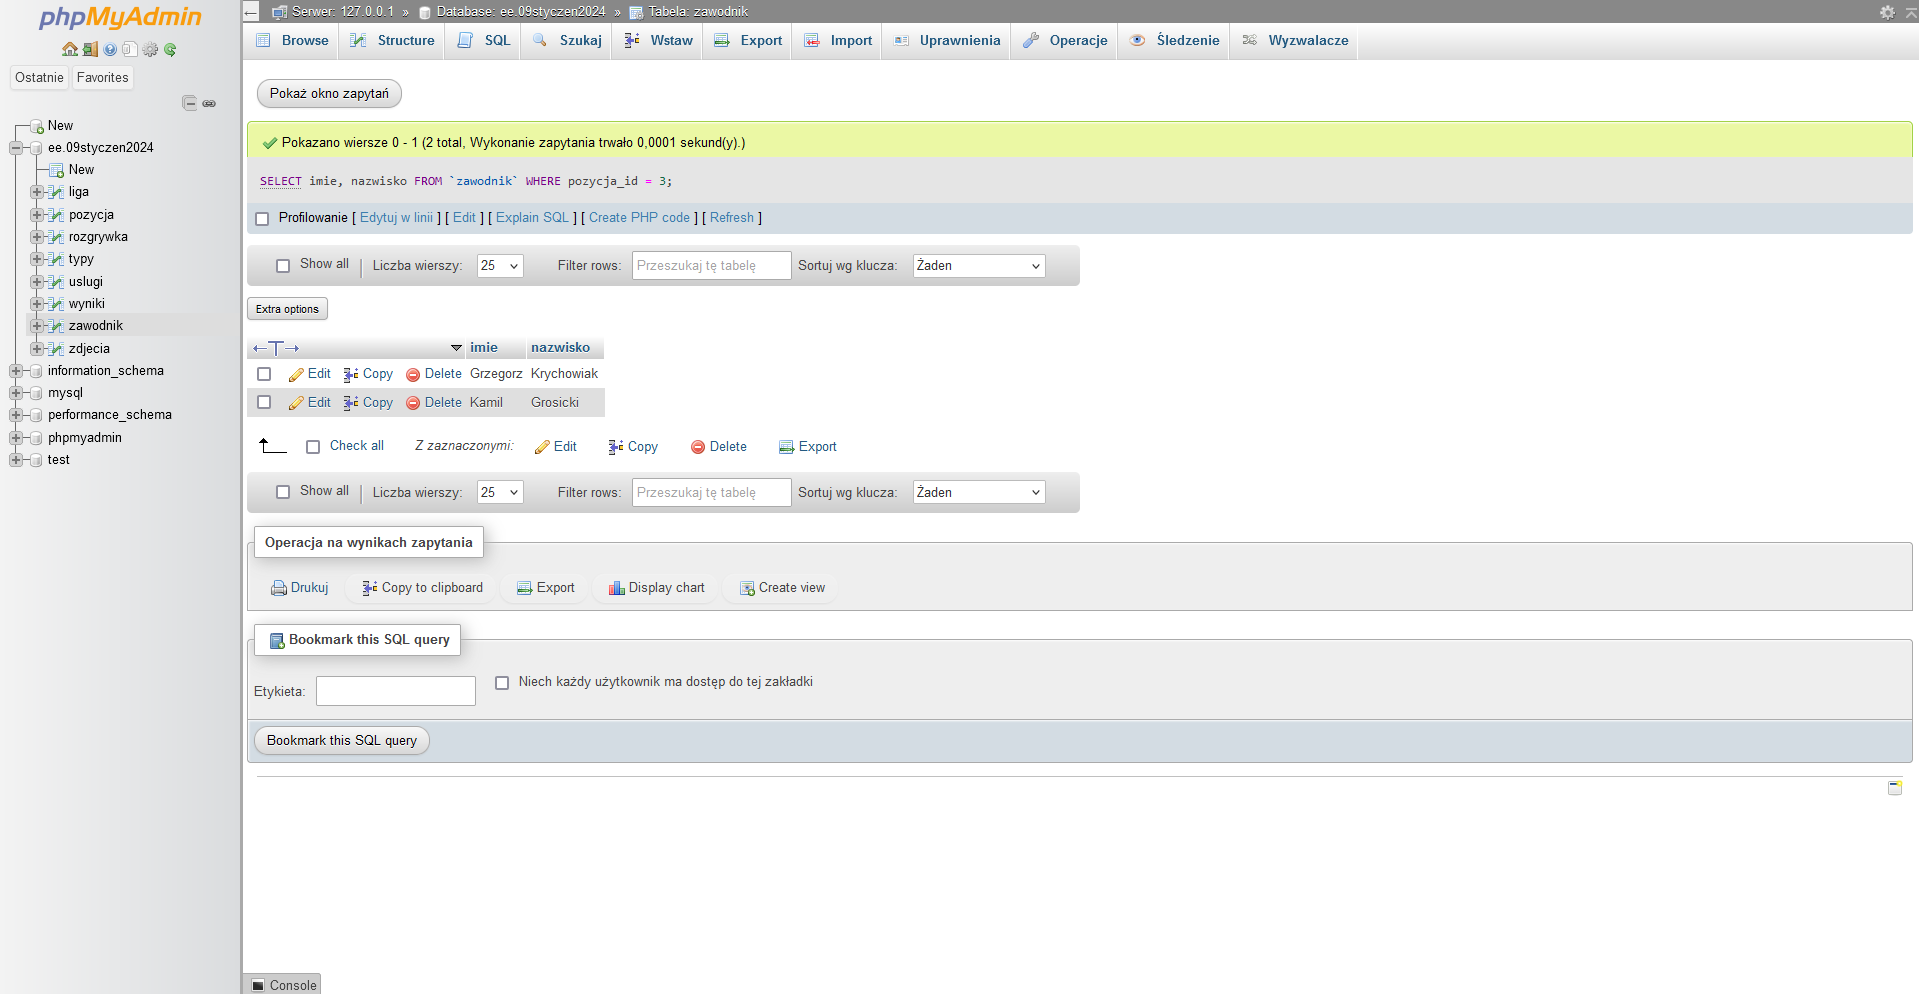 phpMyAdmin
Ostatnie Favorites
New
ee.09styczen2024
New
liga
pozycja
rozgrywka
typy
uslugi
wyniki
zawodnik
zdjecia
information_schema
mysql
performance_schema
phpmyadmin
test
Serwer: 127.0.0.1 » Database: ee.09styczen2024 » Tabela: zawodnik
Browse Structure SQL Szukaj Wstaw Export Import Uprawnienia Operacje Śledzenie Wyzwalacze
Pokaż okno zapytań
Pokazano wiersze 0 - 1 (2 total, Wykonanie zapytania trwało 0,0001 sekund(y).)
SELECT imie, nazwisko FROM `zawodnik` WHERE pozycja_id = 3;
Profilowanie [ Edytuj w linii ] [ Edit ] [ Explain SQL ] [ Create PHP code ] [ Refresh ]
Show all | Liczba wierszy: 25 Filter rows: Przeszukaj tę tabelę Sortuj wg klucza: Żaden
Extra options
←T→ imie nazwisko
Edit Copy Delete Grzegorz Krychowiak
Edit Copy Delete Kamil Grosicki
Check all Z zaznaczonymi: Edit Copy Delete Export
Show all | Liczba wierszy: 25 Filter rows: Przeszukaj tę tabelę Sortuj wg klucza: Żaden
Operacja na wynikach zapytania
Drukuj Copy to clipboard Export Display chart Create view
Bookmark this SQL query
Etykieta: Niech każdy użytkownik ma dostęp do tej zakładki
Bookmark this SQL query
Console